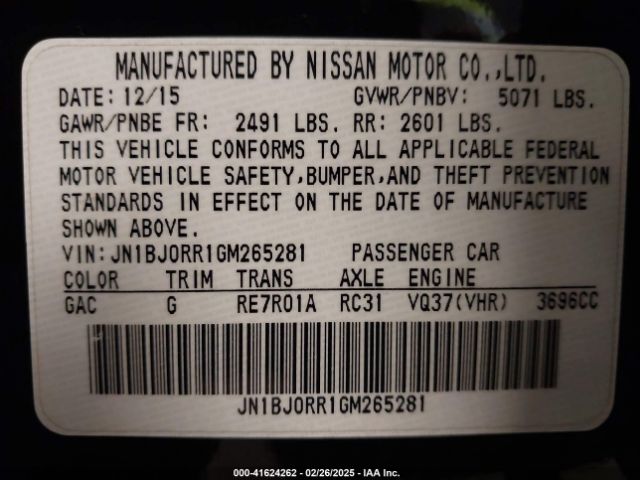 MANUFACTURED BY NISSAN MOTOR CO.,LTD.
DATE: 12/15 GVWR/PNBV: 5071 LBS.
GAWR/PNBE FR: 2491 LBS. RR: 2601 LBS.
THIS VEHICLE CONFORMS TO ALL APPLICABLE FEDERAL
MOTOR VEHICLE SAFETY,BUMPER,AND THEFT PREVENTION
STANDARDS IN EFFECT ON THE DATE OF MANUFACTURE
SHOWN ABOVE.
VIN: JN1BJ0RR1GM265281 PASSENGER CAR
COLOR TRIM TRANS AXLE ENGINE
GAC G RE7R01A RC31 VQ37(VHR) 3696CC
JN1BJ0RR1GM265281
000-41624262 - 02/26/2025 - IAA Inc.